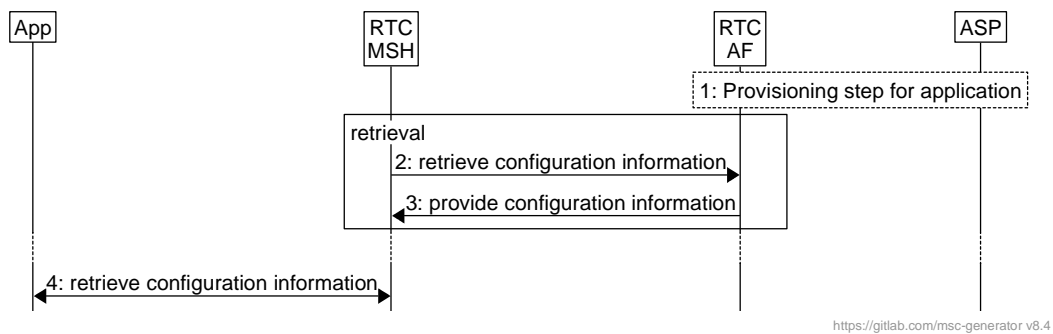 App
RTC
MSH
RTC
AF
ASP
1: Provisioning step for application
retrieval
2: retrieve configuration information
3: provide configuration information
4: retrieve configuration information
https://gitlab.com/msc-generator v8.4